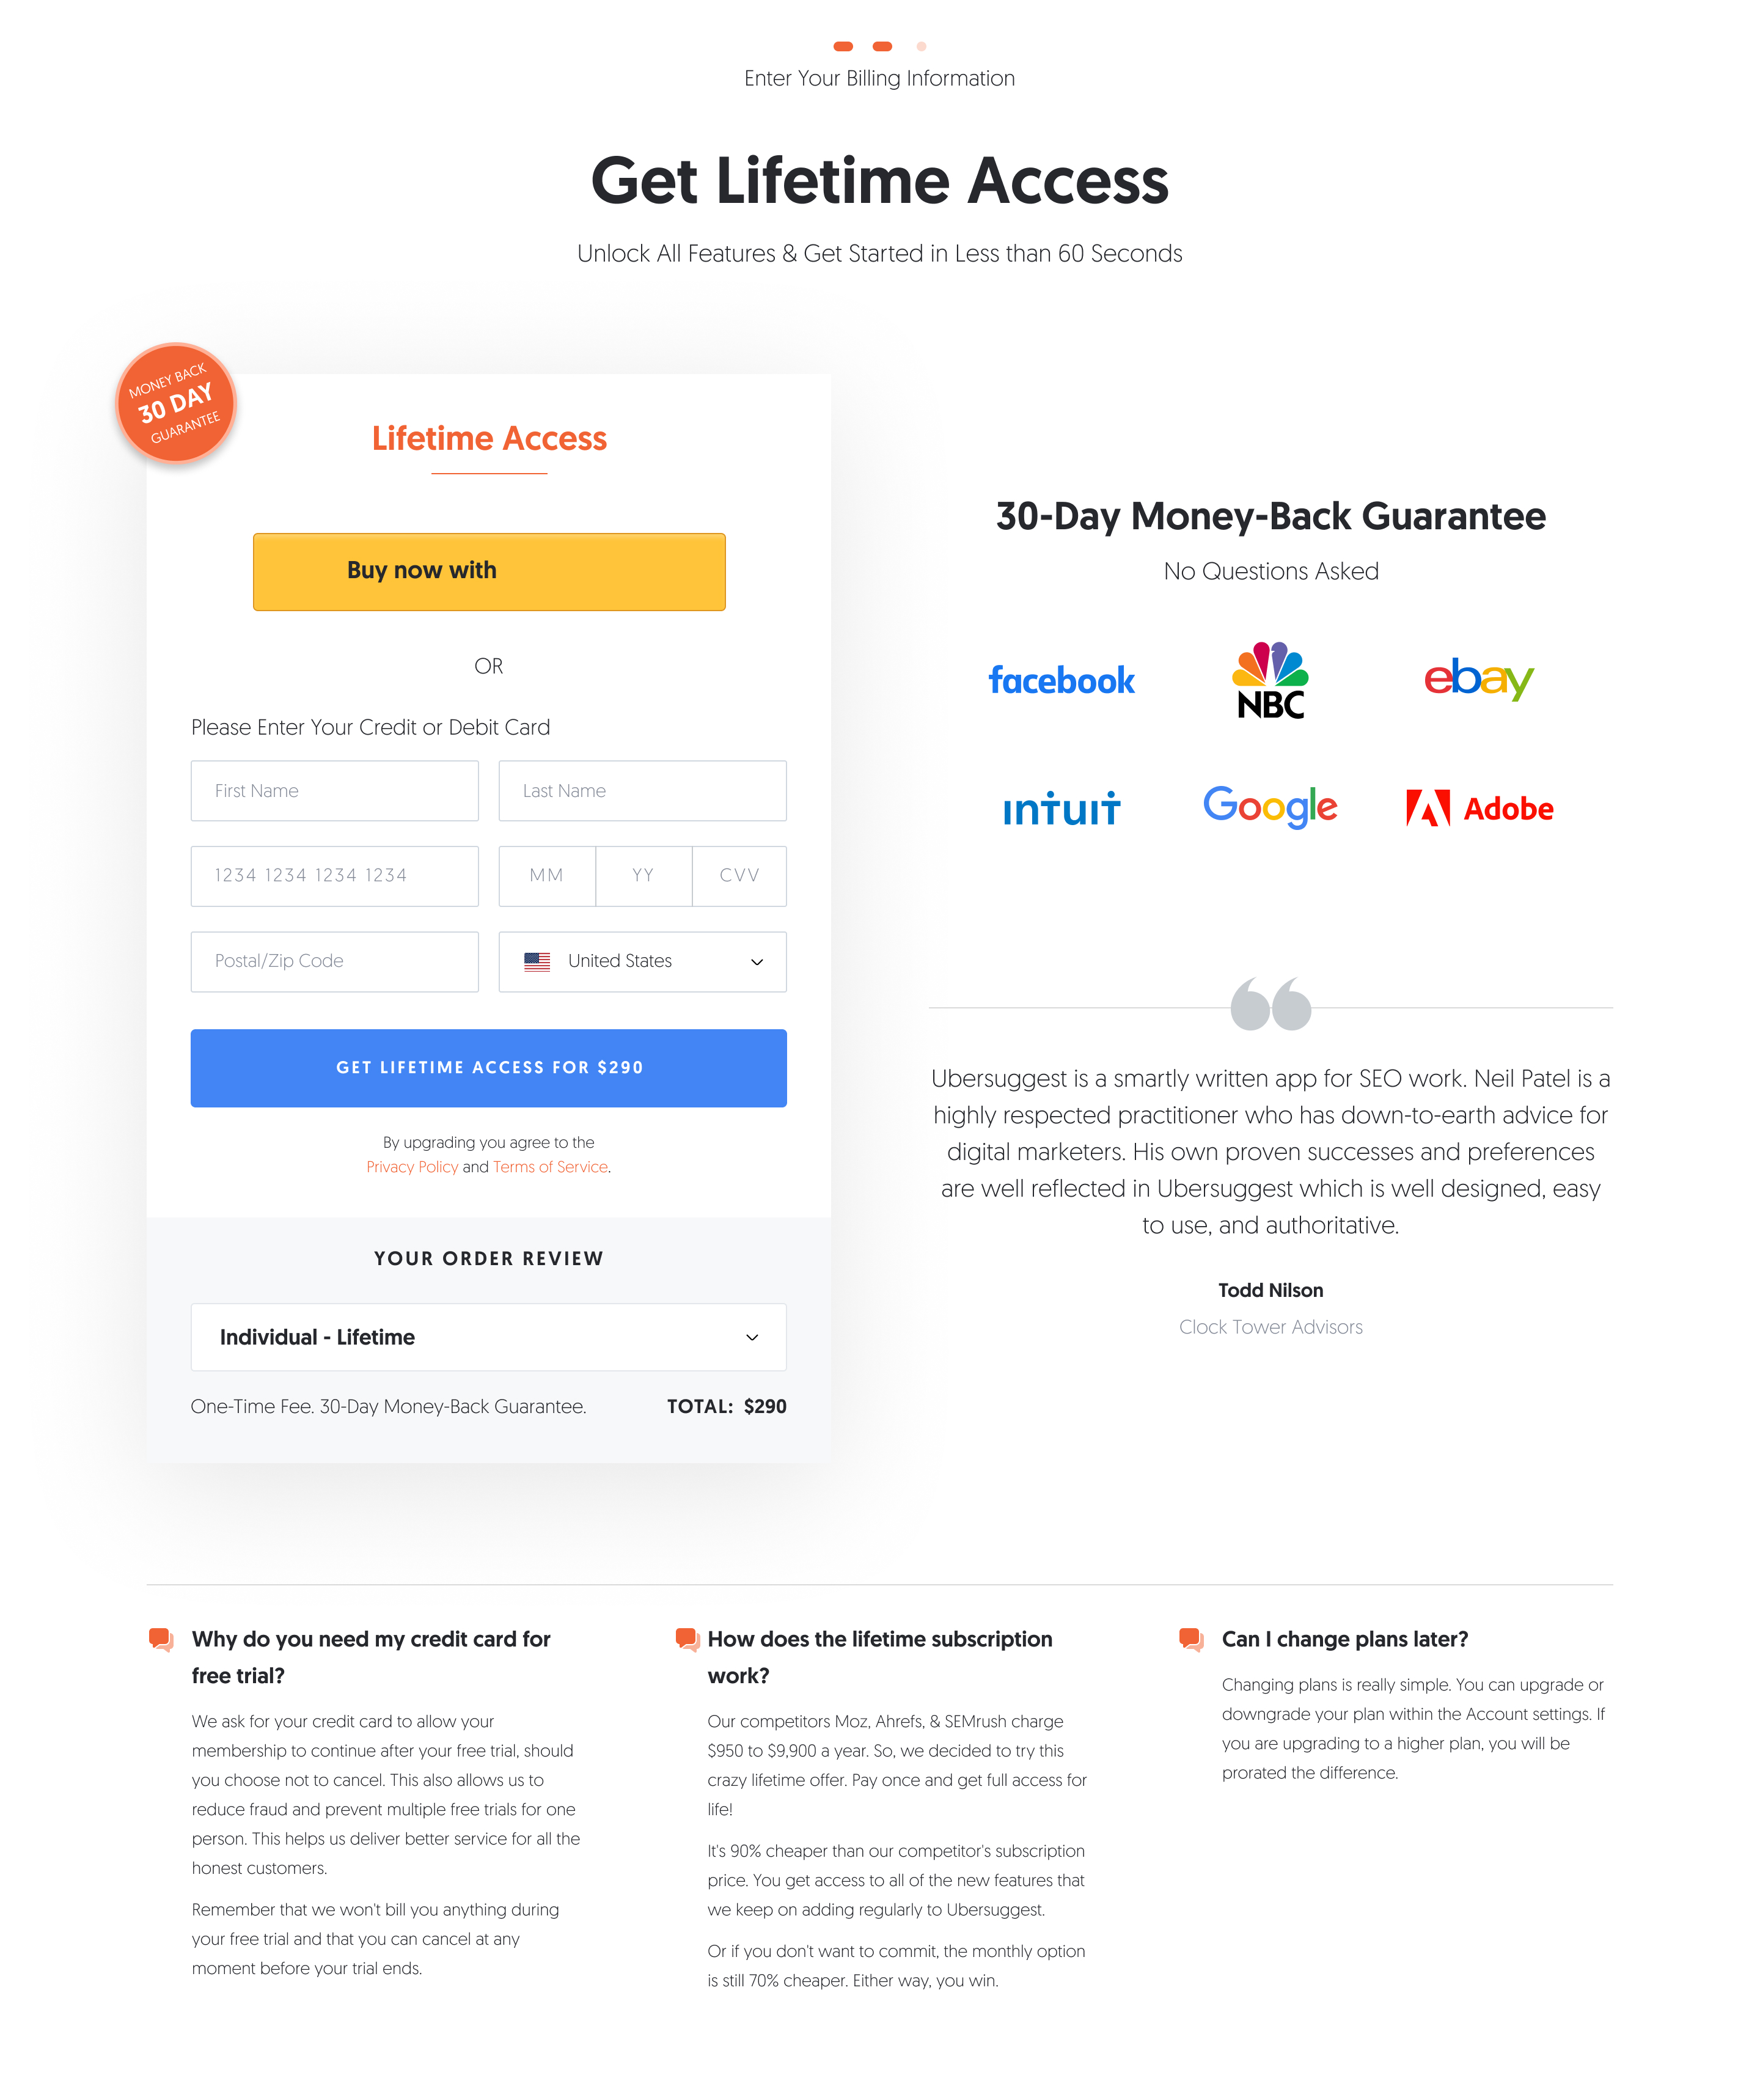 Enter Your Billing Information
Get Lifetime Access
Unlock All Features & Get Started in Less than 60 Seconds
MONEY BACK
30 DAY
GUARANTEE
Lifetime Access
Buy now with
OR
Please Enter Your Credit or Debit Card
First Name
Last Name
1234 1234 1234 1234
MM
YY
CVV
Postal/Zip Code
United States
GET LIFETIME ACCESS FOR $290
By upgrading you agree to the
Privacy Policy and Terms of Service.
YOUR ORDER REVIEW
Individual - Lifetime
One-Time Fee. 30-Day Money-Back Guarantee.
TOTAL: $290
30-Day Money-Back Guarantee
No Questions Asked
facebook
NBC
ebay
intuit
Google
Adobe
Ubersuggest is a smartly written app for SEO work. Neil Patel is a
highly respected practitioner who has down-to-earth advice for
digital marketers. His own proven successes and preferences
are well reflected in Ubersuggest which is well designed, easy
to use, and authoritative.
Todd Nilson
Clock Tower Advisors
Why do you need my credit card for
free trial?
We ask for your credit card to allow your
membership to continue after your free trial, should
you choose not to cancel. This also allows us to
reduce fraud and prevent multiple free trials for one
person. This helps us deliver better service for all the
honest customers.
Remember that we won't bill you anything during
your free trial and that you can cancel at any
moment before your trial ends.
How does the lifetime subscription
work?
Our competitors Moz, Ahrefs, & SEMrush charge
$950 to $9,900 a year. So, we decided to try this
crazy lifetime offer. Pay once and get full access for
life!
It's 90% cheaper than our competitor's subscription
price. You get access to all of the new features that
we keep on adding regularly to Ubersuggest.
Or if you don't want to commit, the monthly option
is still 70% cheaper. Either way, you win.
Can I change plans later?
Changing plans is really simple. You can upgrade or
downgrade your plan within the Account settings. If
you are upgrading to a higher plan, you will be
prorated the difference.